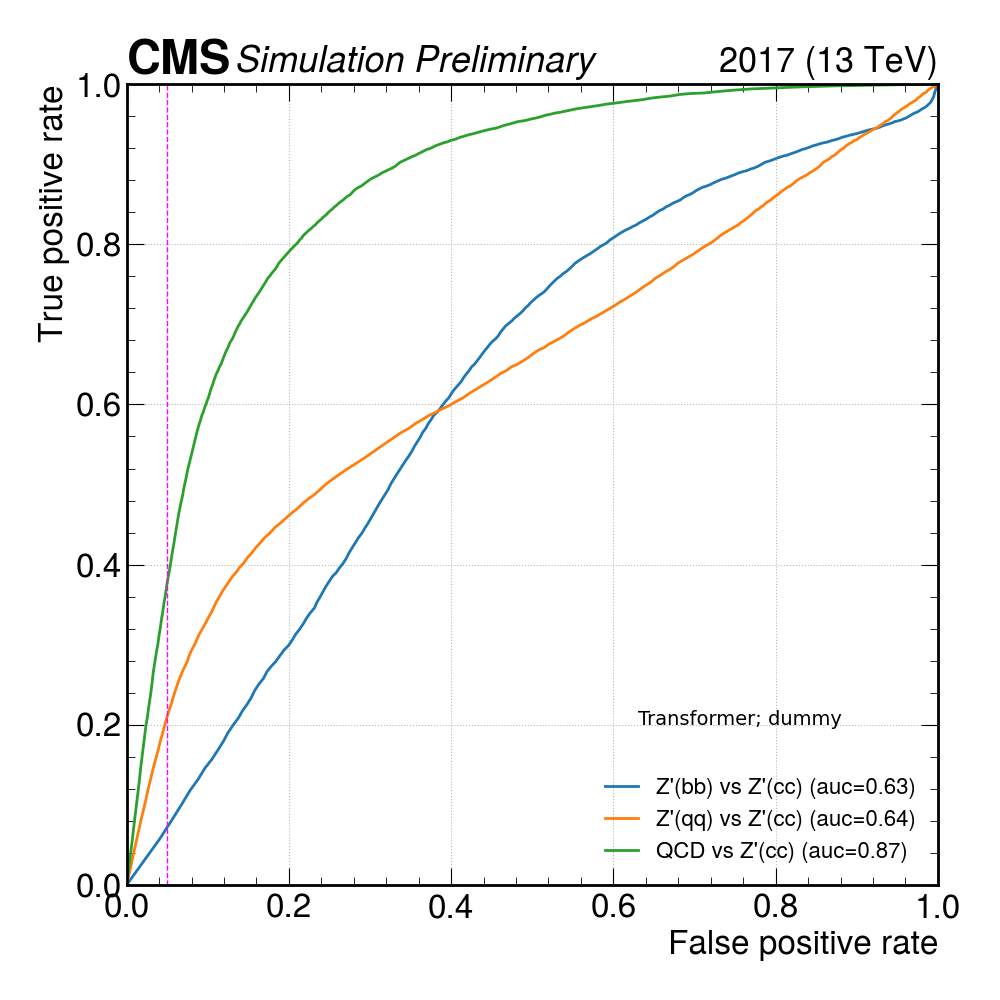 CMS Simulation Preliminary 2017 (13 TeV)
True positive rate
1.0
0.8
0.6
0.4
0.2
0.0
Transformer; dummy
Z'(bb) vs Z'(cc) (auc=0.63)
Z'(qq) vs Z'(cc) (auc=0.64)
QCD vs Z'(cc) (auc=0.87)
0.0 0.2 0.4 0.6 0.8 1.0
False positive rate